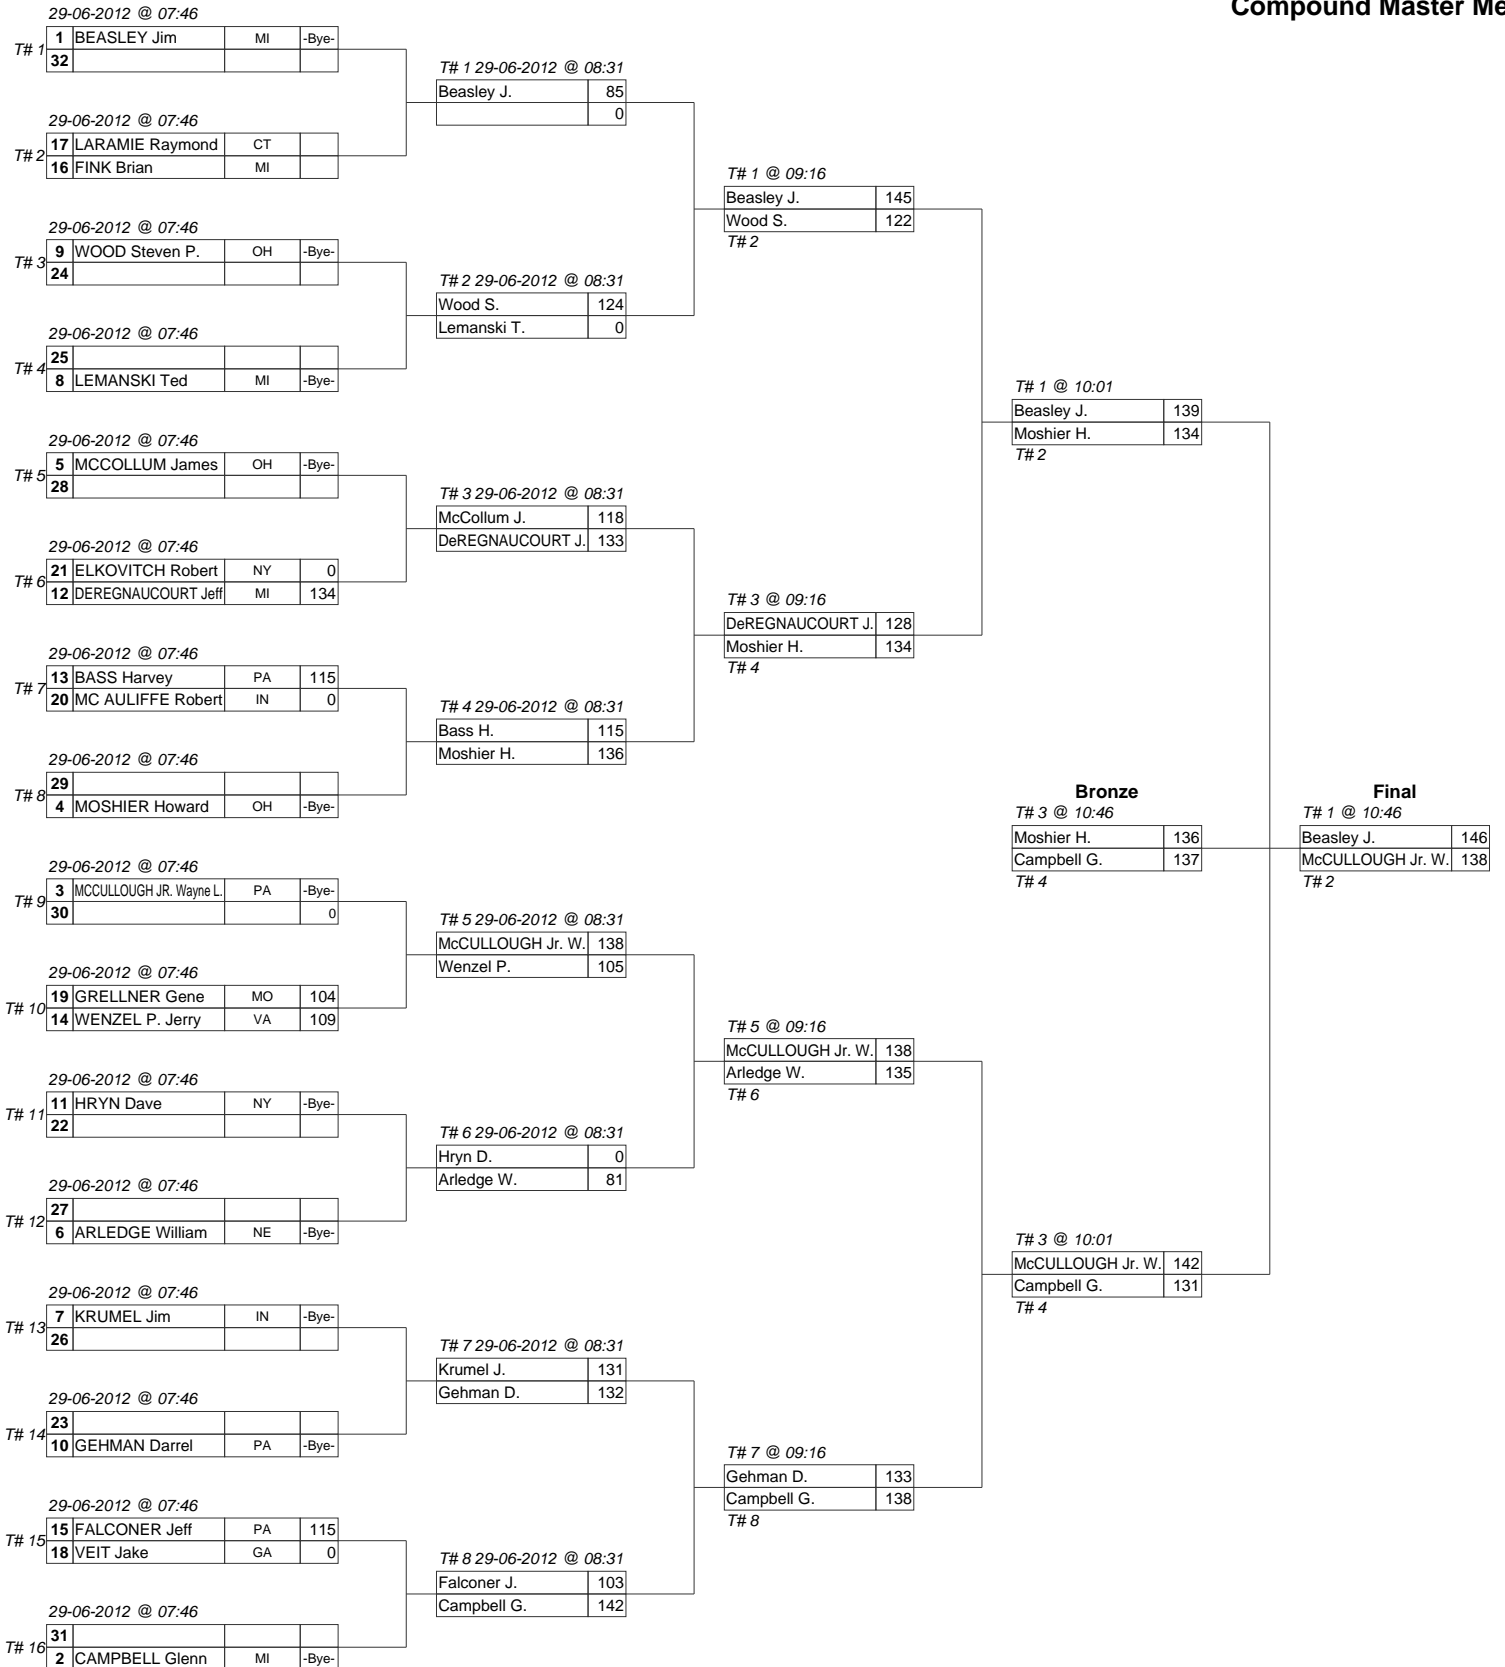 Compound Master Me
29-06-2012 @ 07:46
T# 1
1 BEASLEY Jim MI -Bye-
32
29-06-2012 @ 07:46
T# 2
17 LARAMIE Raymond CT
16 FINK Brian MI
29-06-2012 @ 07:46
T# 3
9 WOOD Steven P. OH -Bye-
24
29-06-2012 @ 07:46
T# 4
25
8 LEMANSKI Ted MI -Bye-
29-06-2012 @ 07:46
T# 5
5 MCCOLLUM James OH -Bye-
28
29-06-2012 @ 07:46
T# 6
21 ELKOVITCH Robert NY 0
12 DEREGNAUCOURT Jeff MI 134
29-06-2012 @ 07:46
T# 7
13 BASS Harvey PA 115
20 MC AULIFFE Robert IN 0
29-06-2012 @ 07:46
T# 8
29
4 MOSHIER Howard OH -Bye-
29-06-2012 @ 07:46
T# 9
3 MCCULLOUGH JR. Wayne L. PA -Bye-
30 0
29-06-2012 @ 07:46
T# 10
19 GRELLNER Gene MO 104
14 WENZEL P. Jerry VA 109
29-06-2012 @ 07:46
T# 11
11 HRYN Dave NY -Bye-
22
29-06-2012 @ 07:46
T# 12
27
6 ARLEDGE William NE -Bye-
29-06-2012 @ 07:46
T# 13
7 KRUMEL Jim IN -Bye-
26
29-06-2012 @ 07:46
T# 14
23
10 GEHMAN Darrel PA -Bye-
29-06-2012 @ 07:46
T# 15
15 FALCONER Jeff PA 115
18 VEIT Jake GA 0
29-06-2012 @ 07:46
T# 16
31
2 CAMPBELL Glenn MI -Bye-
T# 1 29-06-2012 @ 08:31
Beasley J. 85
0
T# 2 29-06-2012 @ 08:31
Wood S. 124
Lemanski T. 0
T# 3 29-06-2012 @ 08:31
McCollum J. 118
DeREGNAUCOURT J. 133
T# 4 29-06-2012 @ 08:31
Bass H. 115
Moshier H. 136
T# 5 29-06-2012 @ 08:31
McCULLOUGH Jr. W. 138
Wenzel P. 105
T# 6 29-06-2012 @ 08:31
Hryn D. 0
Arledge W. 81
T# 7 29-06-2012 @ 08:31
Krumel J. 131
Gehman D. 132
T# 8 29-06-2012 @ 08:31
Falconer J. 103
Campbell G. 142
T# 1 @ 09:16
Beasley J. 145
Wood S. 122
T# 2
T# 3 @ 09:16
DeREGNAUCOURT J. 128
Moshier H. 134
T# 4
T# 5 @ 09:16
McCULLOUGH Jr. W. 138
Arledge W. 135
T# 6
T# 7 @ 09:16
Gehman D. 133
Campbell G. 138
T# 8
T# 1 @ 10:01
Beasley J. 139
Moshier H. 134
T# 2
T# 3 @ 10:01
McCULLOUGH Jr. W. 142
Campbell G. 131
T# 4
Bronze
T# 3 @ 10:46
Moshier H. 136
Campbell G. 137
T# 4
Final
T# 1 @ 10:46
Beasley J. 146
McCULLOUGH Jr. W. 138
T# 2